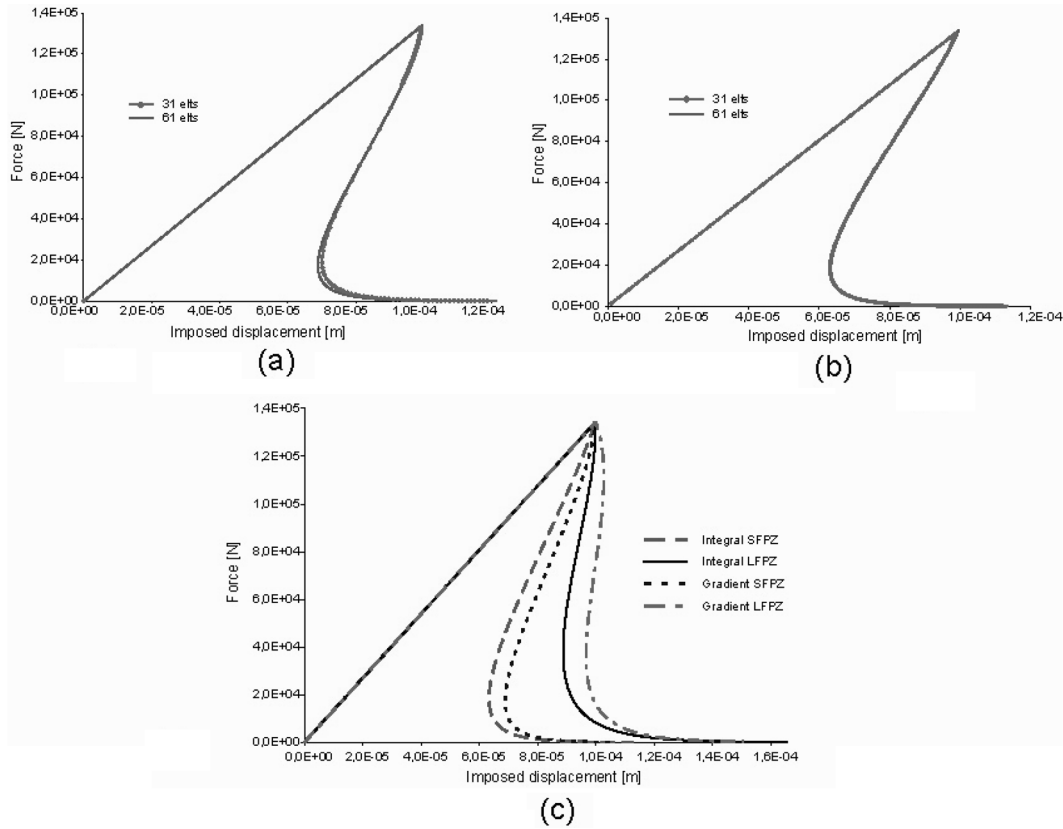 1,4E+05
1,2E+05
1,0E+05
8,0E+04
6,0E+04
4,0E+04
2,0E+04
0,0E+00
Force [N]
31 elts
61 elts
0,0E+00 2,0E-05 4,0E-05 6,0E-05 8,0E-05 1,0E-04 1,2E-04
Imposed displacement [m]
(a)
1,4E+05
1,2E+05
1,0E+05
8,0E+04
6,0E+04
4,0E+04
2,0E+04
0,0E+00
Force [N]
31 elts
61 elts
0,0E+00 2,0E-05 4,0E-05 6,0E-05 8,0E-05 1,0E-04 1,2E-04
Imposed displacement [m]
(b)
1,4E+05
1,2E+05
1,0E+05
8,0E+04
6,0E+04
4,0E+04
2,0E+04
0,0E+00
Force [N]
Integral SFPZ
Integral LFPZ
Gradient SFPZ
Gradient LFPZ
0,0E+00 2,0E-05 4,0E-05 6,0E-05 8,0E-05 1,0E-04 1,2E-04 1,4E-04 1,6E-04
Imposed displacement [m]
(c)